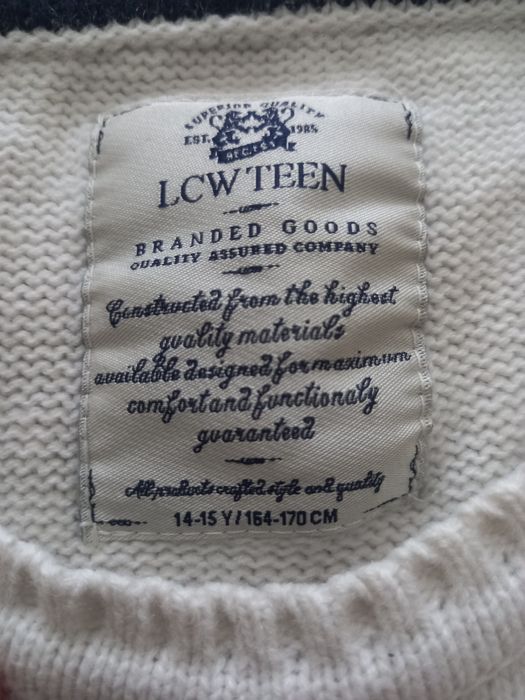 SUPERIOR QUALITY
EST. 1985
LCW TEEN
BRANDED GOODS
QUALITY ASSURED COMPANY
Constructed from the highest
quality materials
available designed for maximum
comfort and functionaly
guaranteed
All products crafted style and quality
14-15 Y / 164-170 CM